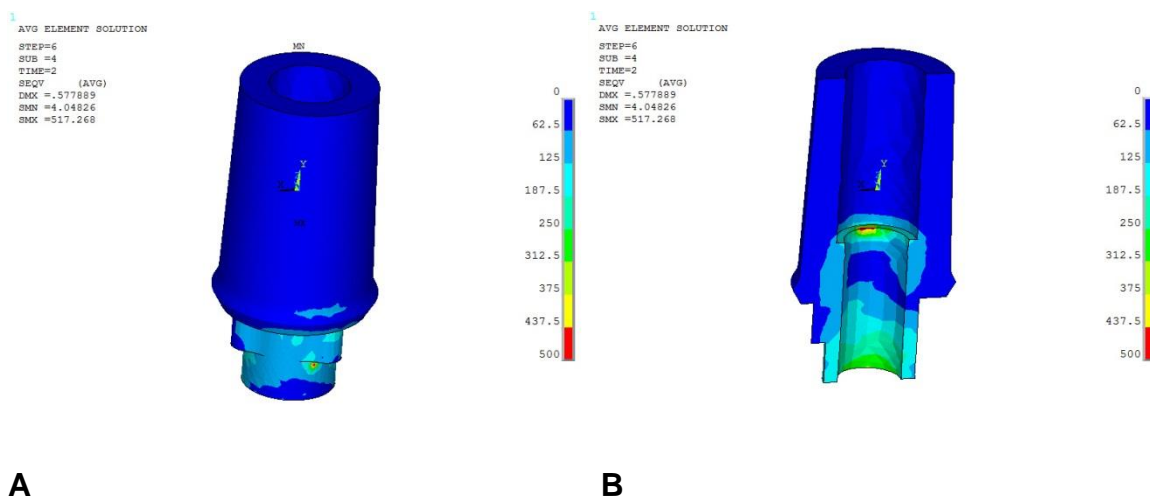 1
AVG ELEMENT SOLUTION
STEP=6
SUB =4
TIME=2
SEQV (AVG)
DMX =.577889
SMN =4.04826
SMX =517.268
MN
Y
X
MX
0
62.5
125
187.5
250
312.5
375
437.5
500
A
1
AVG ELEMENT SOLUTION
STEP=6
SUB =4
TIME=2
SEQV (AVG)
DMX =.577889
SMN =4.04826
SMX =517.268
Y
X
0
62.5
125
187.5
250
312.5
375
437.5
500
B